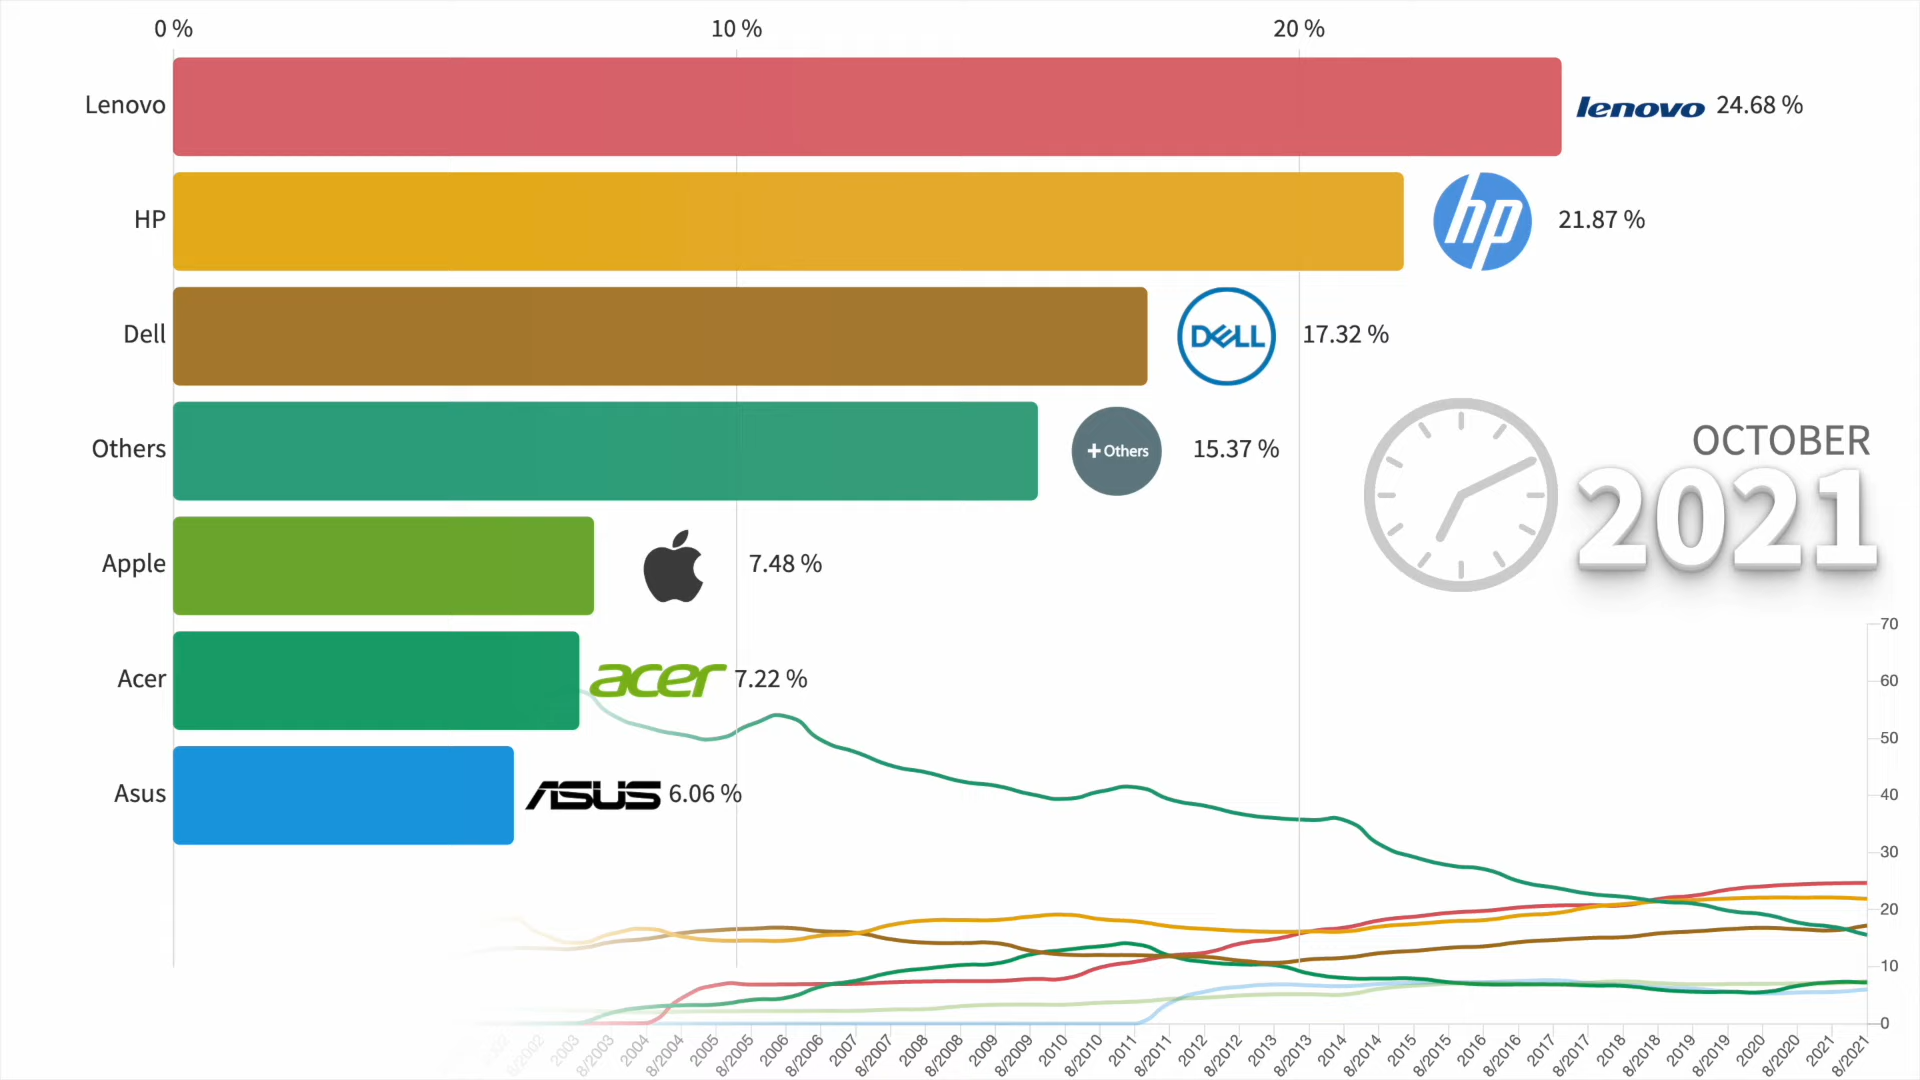 0 % 10 % 20 %
Lenovo lenovo 24.68 %
HP hp 21.87 %
Dell DELL 17.32 %
Others +Others 15.37 %
OCTOBER
2021
Apple 7.48 %
Acer acer 7.22 %
Asus ASUS 6.06 %
70
60
50
40
30
20
10
0
8/2002 2003 8/2003 2004 8/2004 2005 8/2005 2006 8/2006 2007 8/2007 2008 8/2008 2009 8/2009 2010 8/2010 2011 8/2011 2012 8/2012 2013 8/2013 2014 8/2014 2015 8/2015 2016 8/2016 2017 8/2017 2018 8/2018 2019 8/2019 2020 8/2020 2021 8/2021